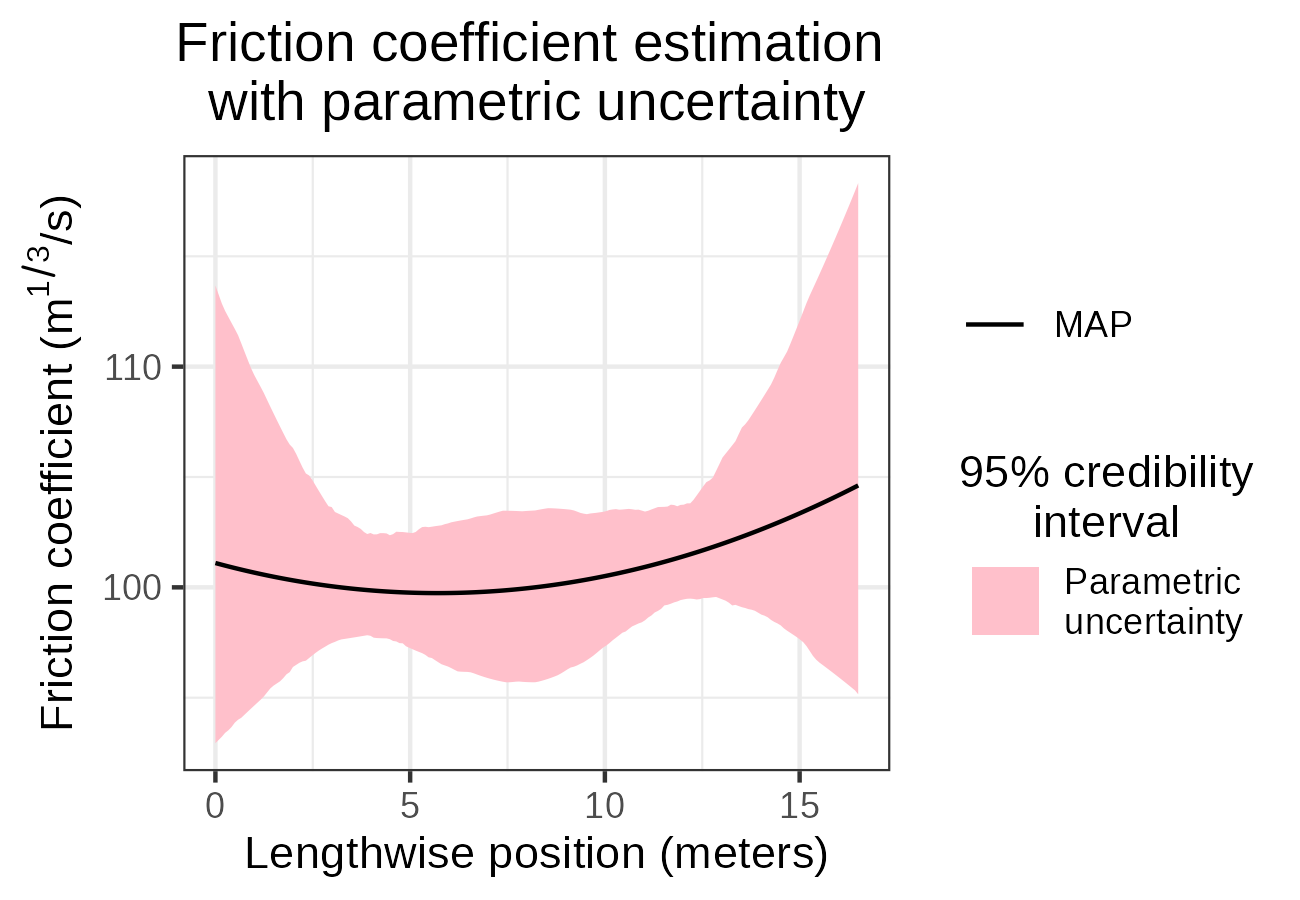 Friction coefficient estimation
with parametric uncertainty
Friction coefficient (m^1/3/s)
110
100
0 5 10 15
Lengthwise position (meters)
MAP
95% credibility
interval
Parametric
uncertainty